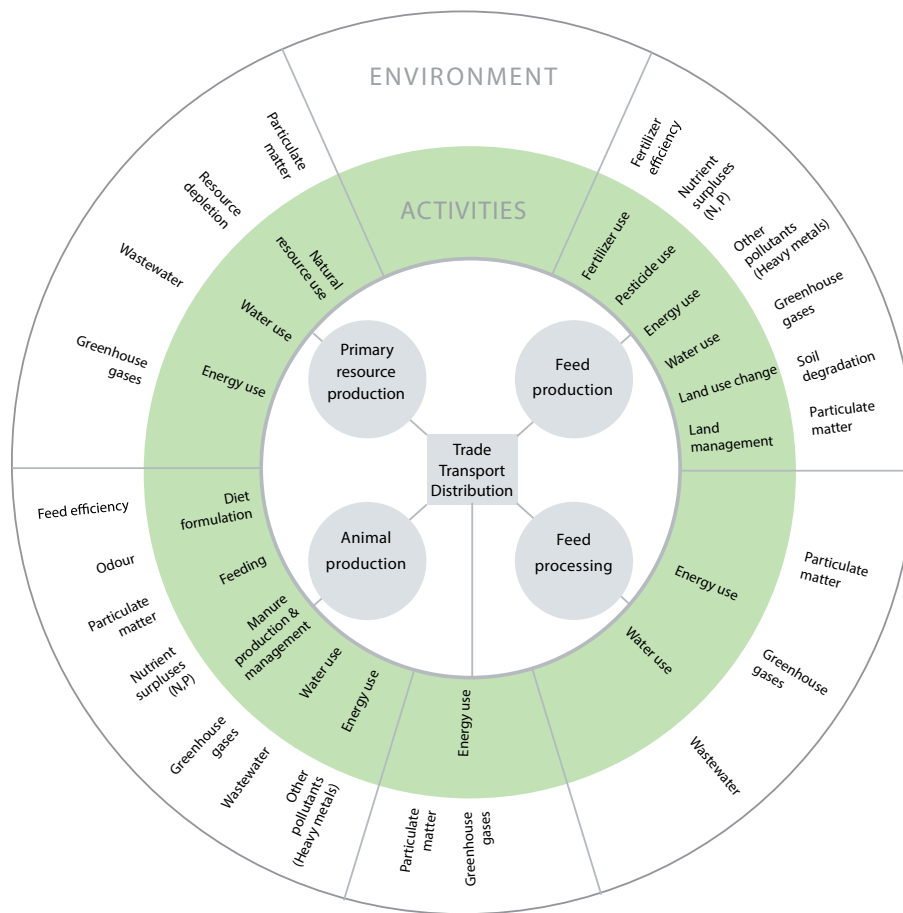 ENVIRONMENT
ACTIVITIES
Fertilizer
efficiency
Nutrient
surpluses
(N, P)
Other
pollutants
(Heavy metals)
Greenhouse
gases
Soil
degradation
Particulate
matter
Fertilizer use
Pesticide use
Energy use
Water use
Land use change
Land
management
Particulate
matter
Greenhouse
gases
Wastewater
Energy use
Water use
Particulate
matter
Greenhouse
gases
Energy use
Feed efficiency
Odour
Particulate
matter
Nutrient
surpluses
(N,P)
Greenhouse
gases
Wastewater
Other
pollutants
(Heavy metals)
Diet
formulation
Feeding
Manure
production &
management
Water use
Energy use
Particulate
matter
Resource
depletion
Wastewater
Greenhouse
gases
Natural
resource use
Water use
Energy use
Primary
resource
production
Feed
production
Trade
Transport
Distribution
Animal
production
Feed
processing